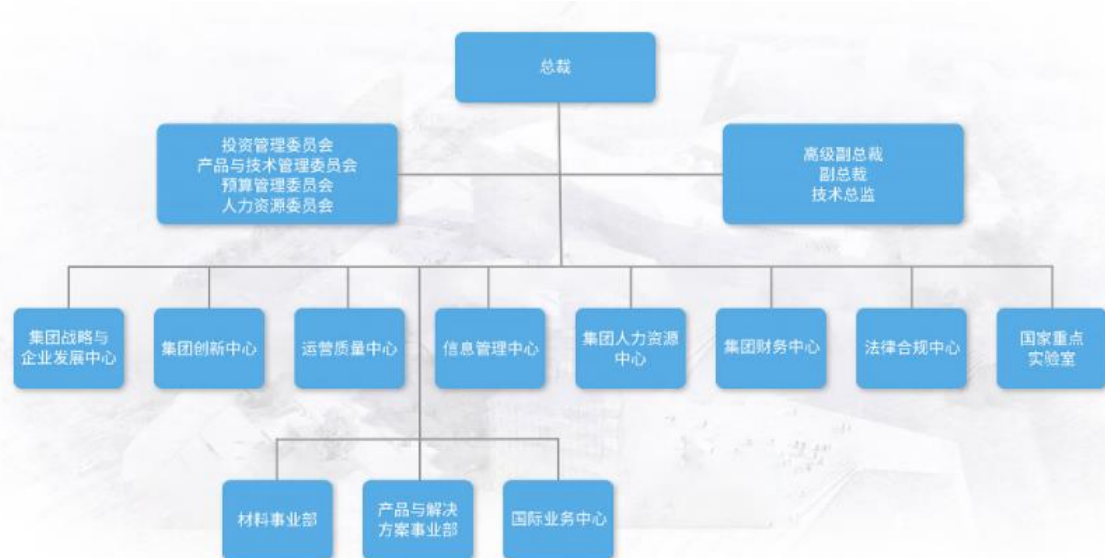 总裁
投资管理委员会
产品与技术管理委员会
预算管理委员会
人力资源委员会
高级副总裁
副总裁
技术总监
集团战略与
企业发展中心
集团创新中心
运营质量中心
信息管理中心
集团人力资源
中心
集团财务中心
法律合规中心
国家重点
实验室
材料事业部
产品与解决
方案事业部
国际业务中心